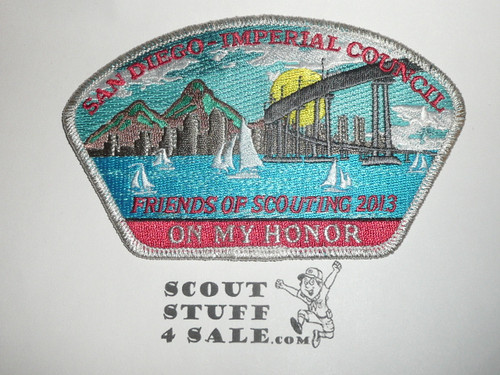 SAN DIEGO-IMPERIAL COUNCIL
FRIENDS OF SCOUTING 2013
ON MY HONOR
SCOUT
STUFF
4 SALE.COM